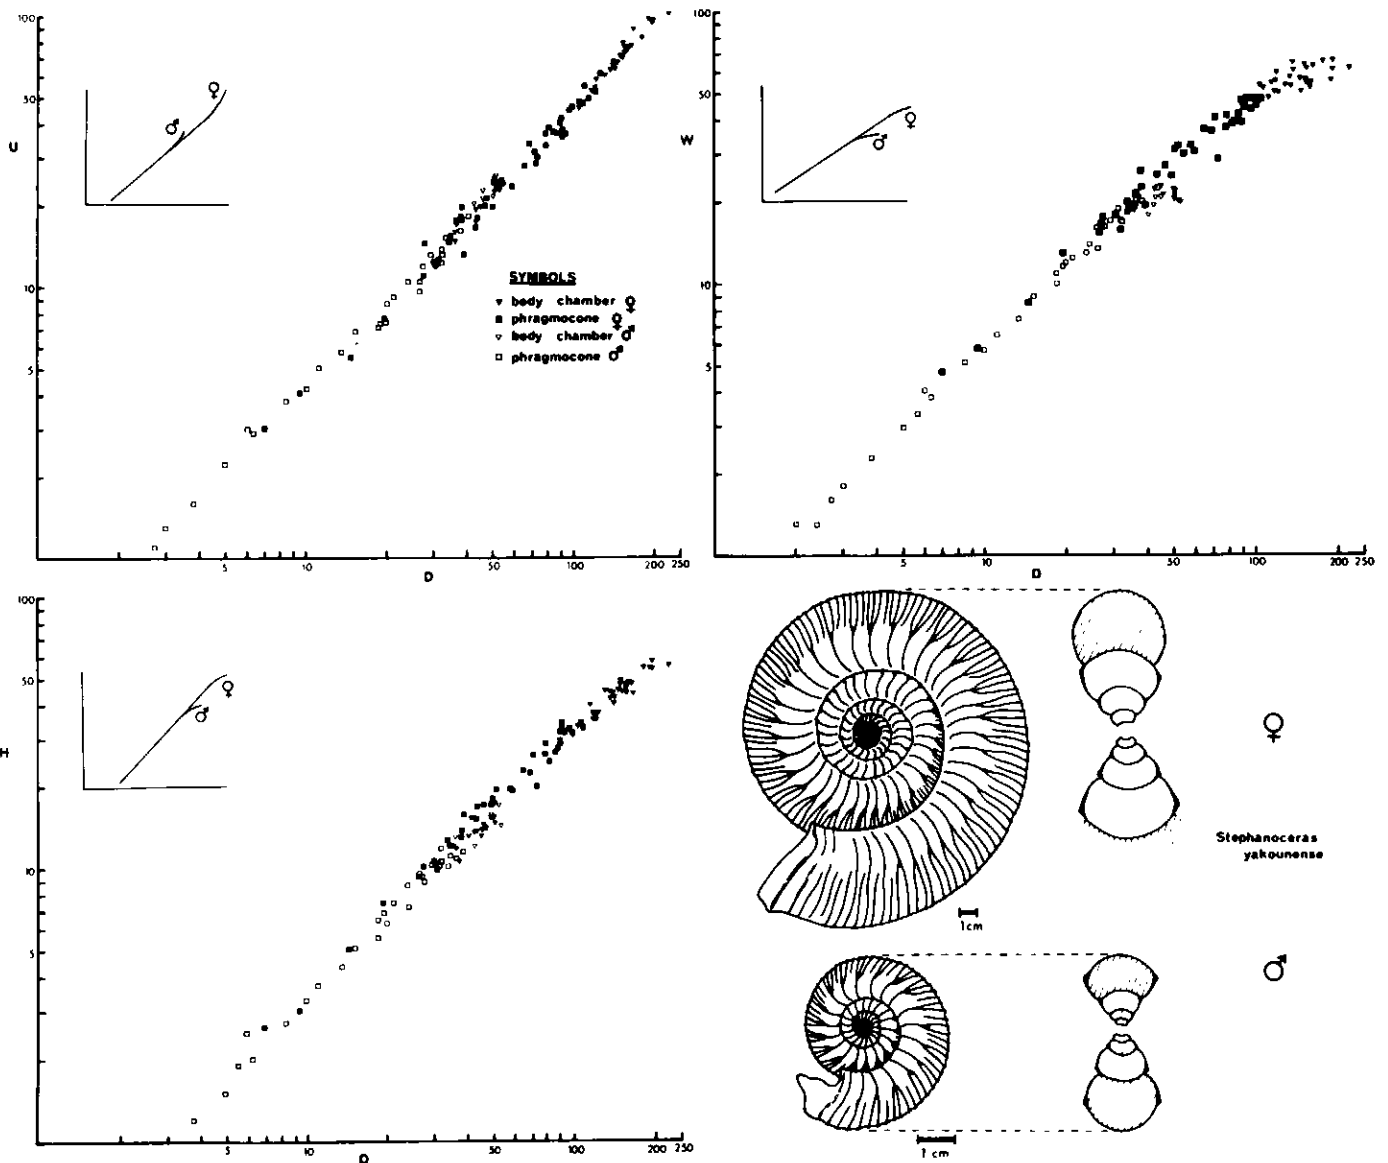 100
50
U
10
5
♀
♂
5
10
50
100
200
250
D
SYMBOLS
▼ body chamber ♀
■ phragmocone ♀
▽ body chamber ♂
□ phragmocone ♂
100
50
W
10
5
♂
♀
5
10
50
100
200
250
D
100
50
H
10
5
♀
♂
5
10
50
100
200
250
D
♀
Stephanoceras
yakounense
1cm
♂
1 cm